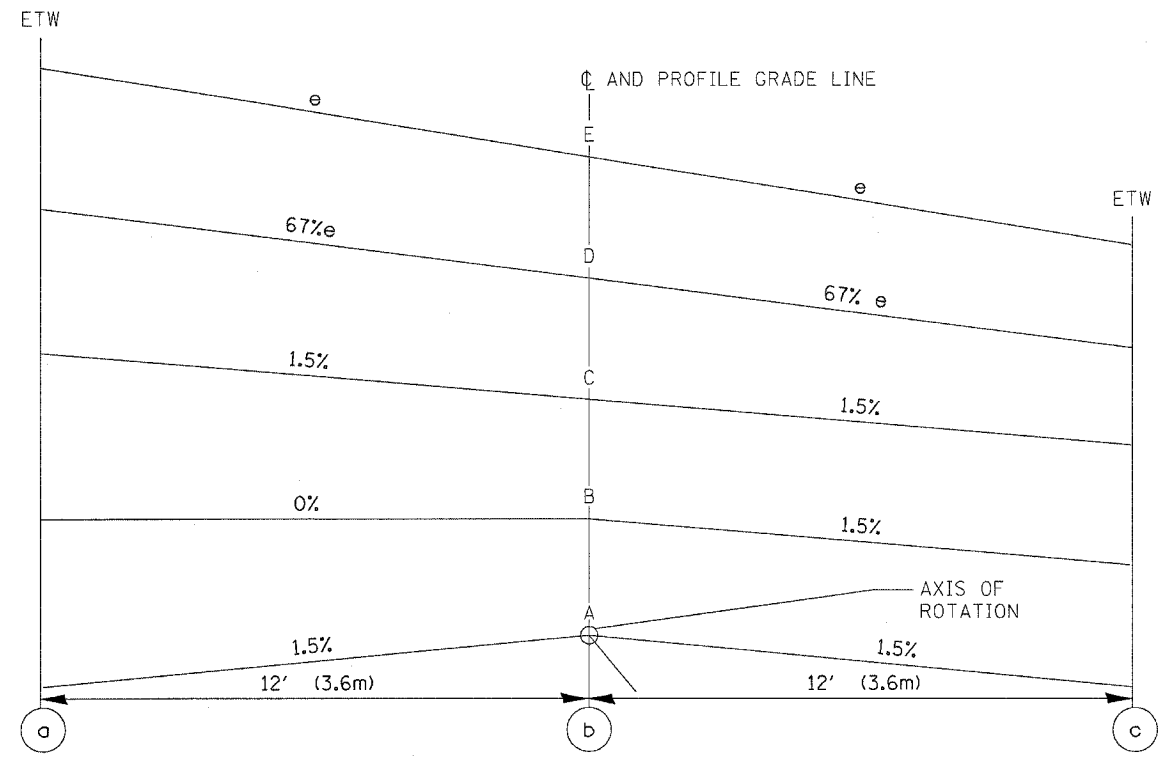 ETW
℄ AND PROFILE GRADE LINE
e
E
e
ETW
67%e
D
67% e
1.5%
C
1.5%
0%
B
1.5%
AXIS OF
ROTATION
A
1.5%
1.5%
12' (3.6m)
12' (3.6m)
a
b
c